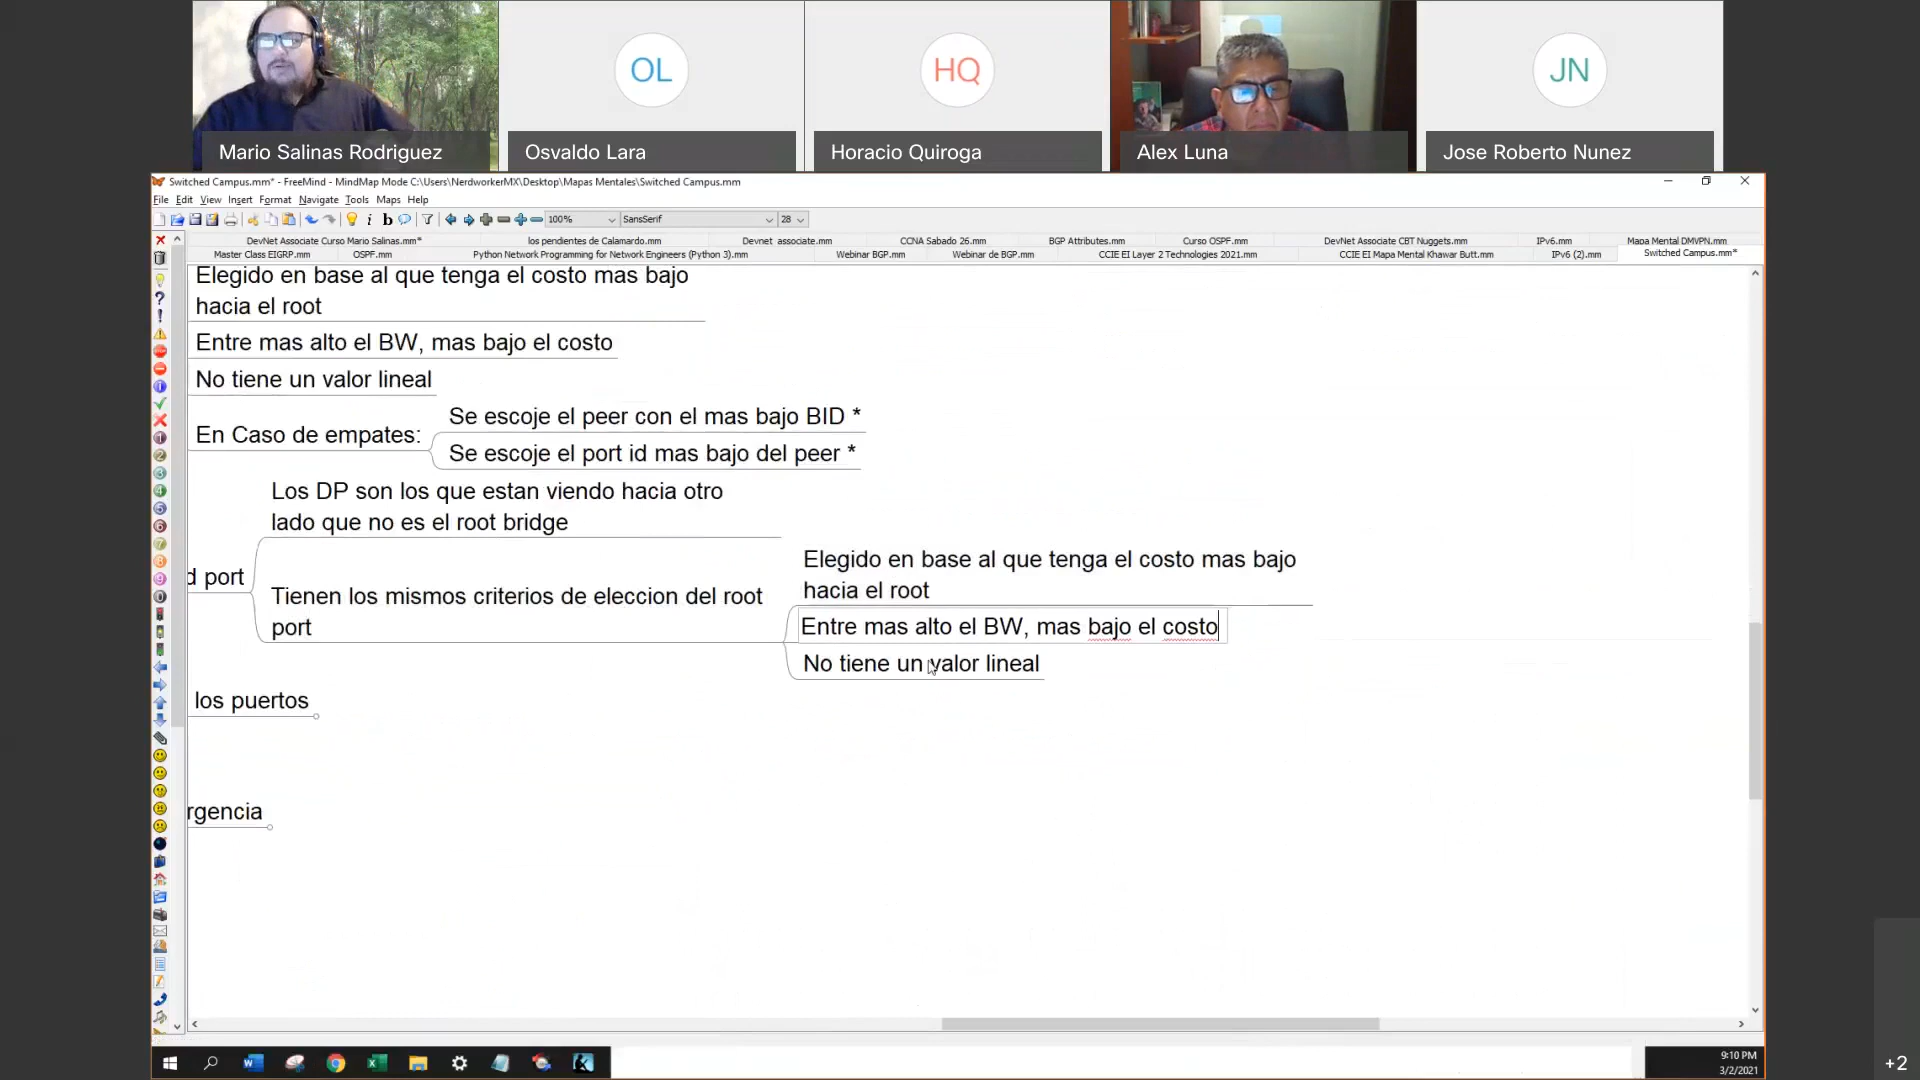 OL
HQ
JN
Mario Salinas Rodriguez
Osvaldo Lara
Horacio Quiroga
Alex Luna
Jose Roberto Nunez
Switched Campus.mm* - FreeMind - MindMap Mode C:\Users\NerdworkerMX\Desktop\Mapas Mentales\Switched Campus.mm
File Edit View Insert Format Navigate Tools Maps Help
100% SansSerif 28
DevNet Associate Curso Mario Salinas.mm* los pendientes de Calamardo.mm Devnet associate.mm CCNA Sabado 26.mm BGP Attributes.mm Curso OSPF.mm DevNet Associate CBT Nuggets.mm IPv6.mm Mapa Mental DMVPN.mm
Master Class EIGRP.mm OSPF.mm Python Network Programming for Network Engineers (Python 3).mm Webinar BGP.mm Webinar de BGP.mm CCIE EI Layer 2 Technologies 2021.mm CCIE EI Mapa Mental Khawar Butt.mm IPv6 (2).mm Switched Campus.mm*
Elegido en base al que tenga el costo mas bajo
hacia el root
Entre mas alto el BW, mas bajo el costo
No tiene un valor lineal
En Caso de empates:
Se escoje el peer con el mas bajo BID *
Se escoje el port id mas bajo del peer *
Los DP son los que estan viendo hacia otro
lado que no es el root bridge
d port
Tienen los mismos criterios de eleccion del root
port
Elegido en base al que tenga el costo mas bajo
hacia el root
Entre mas alto el BW, mas bajo el costo
No tiene un valor lineal
los puertos
rgencia
9:10 PM
3/2/2021
+2